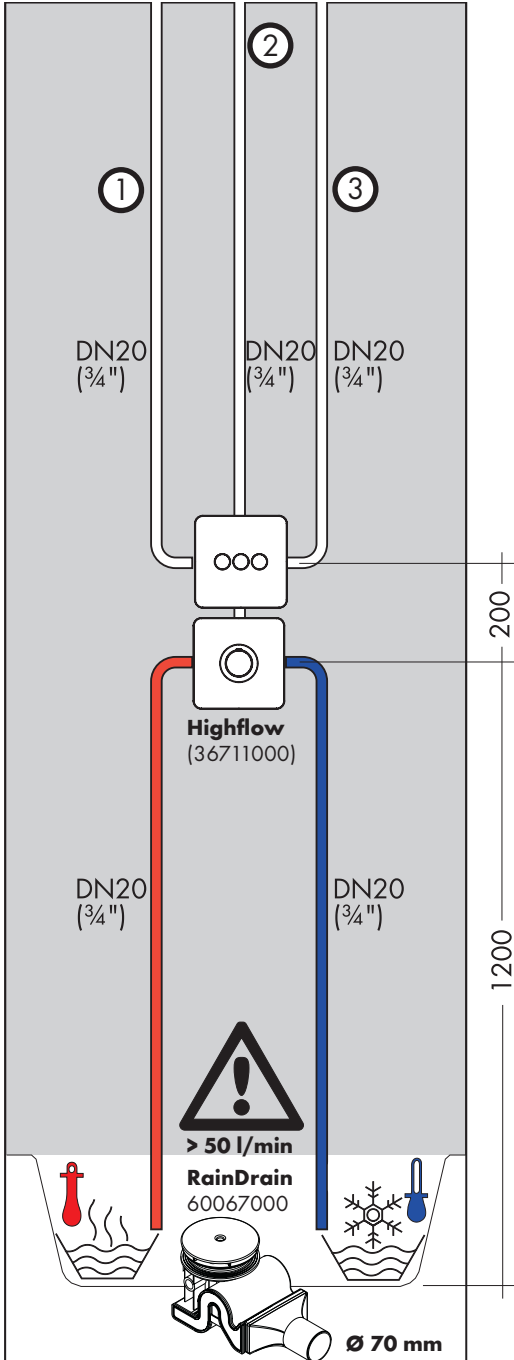 2
1
3
DN20
(¾")
DN20
(¾")
DN20
(¾")
200
Highflow
(36711000)
DN20
(¾")
DN20
(¾")
1200
> 50 l/min
RainDrain
60067000
Ø 70 mm